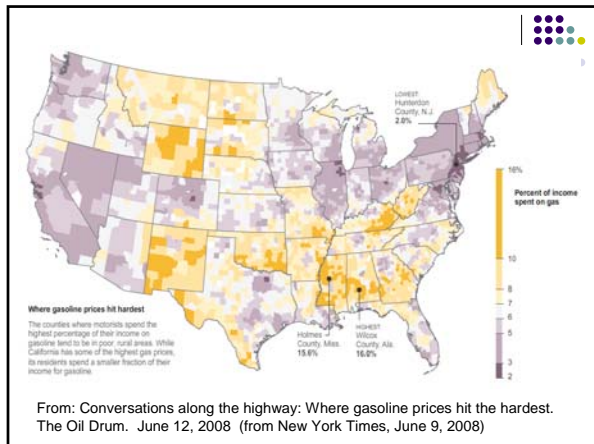 LOWEST
Hunterdon
County, N.J.
2.0%
16%
Percent of income
spent on gas
10
8
7
6
5
3
2
Where gasoline prices hit hardest
The counties where motorists spend the
highest percentage of their income on
gasoline tend to be in poor, rural areas. While
California has some of the highest gas prices,
its residents spend a smaller fraction of their
income for gasoline.
Holmes
County, Miss.
15.6%
HIGHEST
Wilcox
County, Ala.
16.0%
From: Conversations along the highway: Where gasoline prices hit the hardest.
The Oil Drum. June 12, 2008 (from New York Times, June 9, 2008)